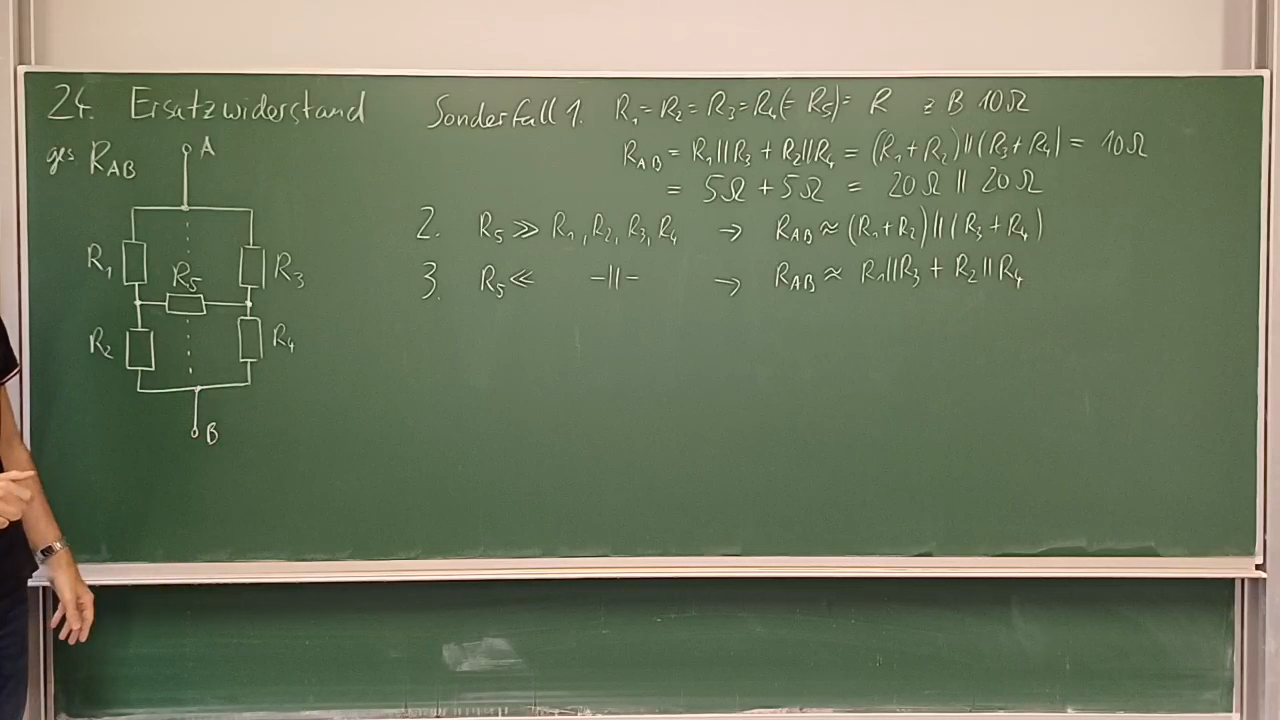 24. Ersatzwiderstand
ges R_AB
A
R₁
R₅
R₃
R₂
R₄
B
Sonderfall 1. R₁ = R₂ = R₃ = R₄ (= R₅) = R z B 10Ω
R_AB = R₁||R₃ + R₂||R₄ = (R₁+R₂)||(R₃+R₄) = 10Ω
= 5Ω + 5Ω = 20Ω || 20Ω
2. R₅ ≫ R₁, R₂, R₃, R₄ → R_AB ≈ (R₁+R₂)||(R₃+R₄)
3. R₅ ≪ –||– → R_AB ≈ R₁||R₃ + R₂||R₄